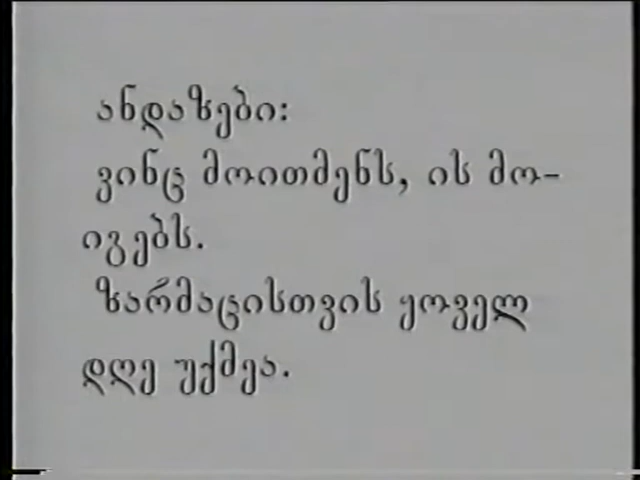 ანდაზები:
ვინც მოითმენს, ის მო-
იგებს.
ზარმაცისთვის ყოველ
დღე უქმეა.